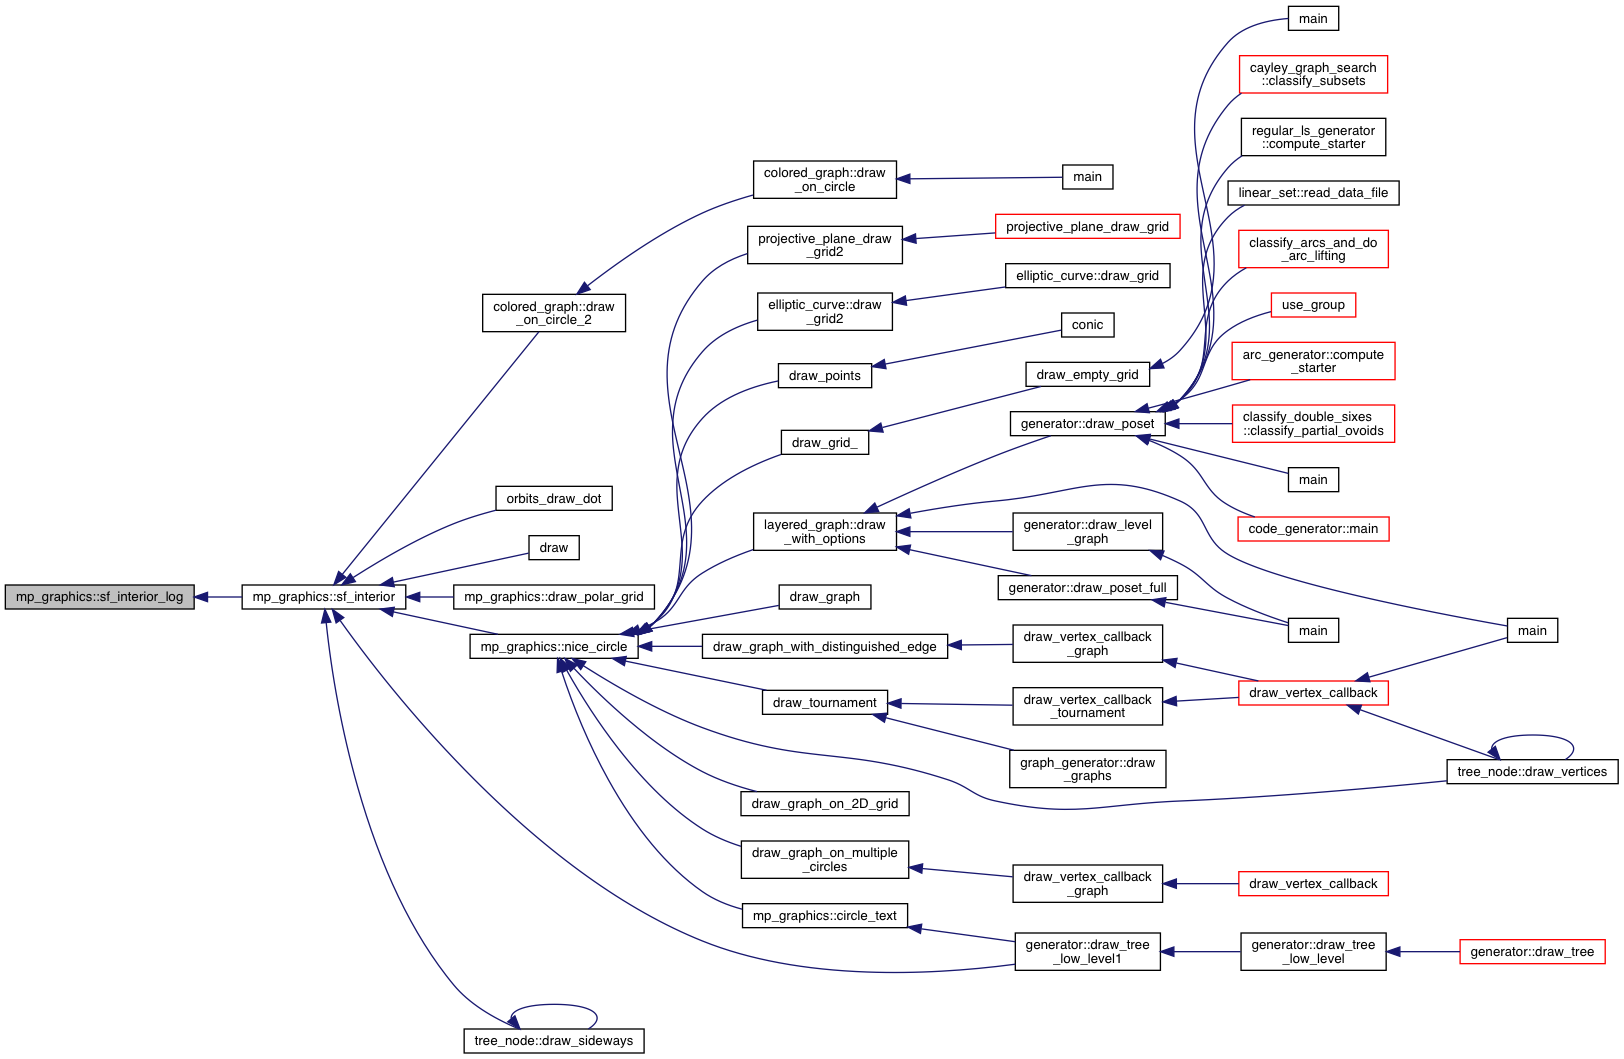 main
cayley_graph_search
::classify_subsets
regular_ls_generator
::compute_starter
colored_graph::draw
_on_circle
main
linear_set::read_data_file
projective_plane_draw
_grid2
projective_plane_draw_grid
classify_arcs_and_do
_arc_lifting
elliptic_curve::draw_grid
colored_graph::draw
_on_circle_2
elliptic_curve::draw
_grid2
use_group
conic
arc_generator::compute
_starter
draw_points
draw_empty_grid
generator::draw_poset
classify_double_sixes
::classify_partial_ovoids
draw_grid_
main
orbits_draw_dot
layered_graph::draw
_with_options
generator::draw_level
_graph
code_generator::main
draw
generator::draw_poset_full
mp_graphics::sf_interior_log
mp_graphics::sf_interior
mp_graphics::draw_polar_grid
draw_graph
main
main
mp_graphics::nice_circle
draw_graph_with_distinguished_edge
draw_vertex_callback
_graph
draw_vertex_callback
draw_tournament
draw_vertex_callback
_tournament
graph_generator::draw
_graphs
tree_node::draw_vertices
draw_graph_on_2D_grid
draw_graph_on_multiple
_circles
draw_vertex_callback
_graph
draw_vertex_callback
mp_graphics::circle_text
generator::draw_tree
_low_level1
generator::draw_tree
_low_level
generator::draw_tree
tree_node::draw_sideways